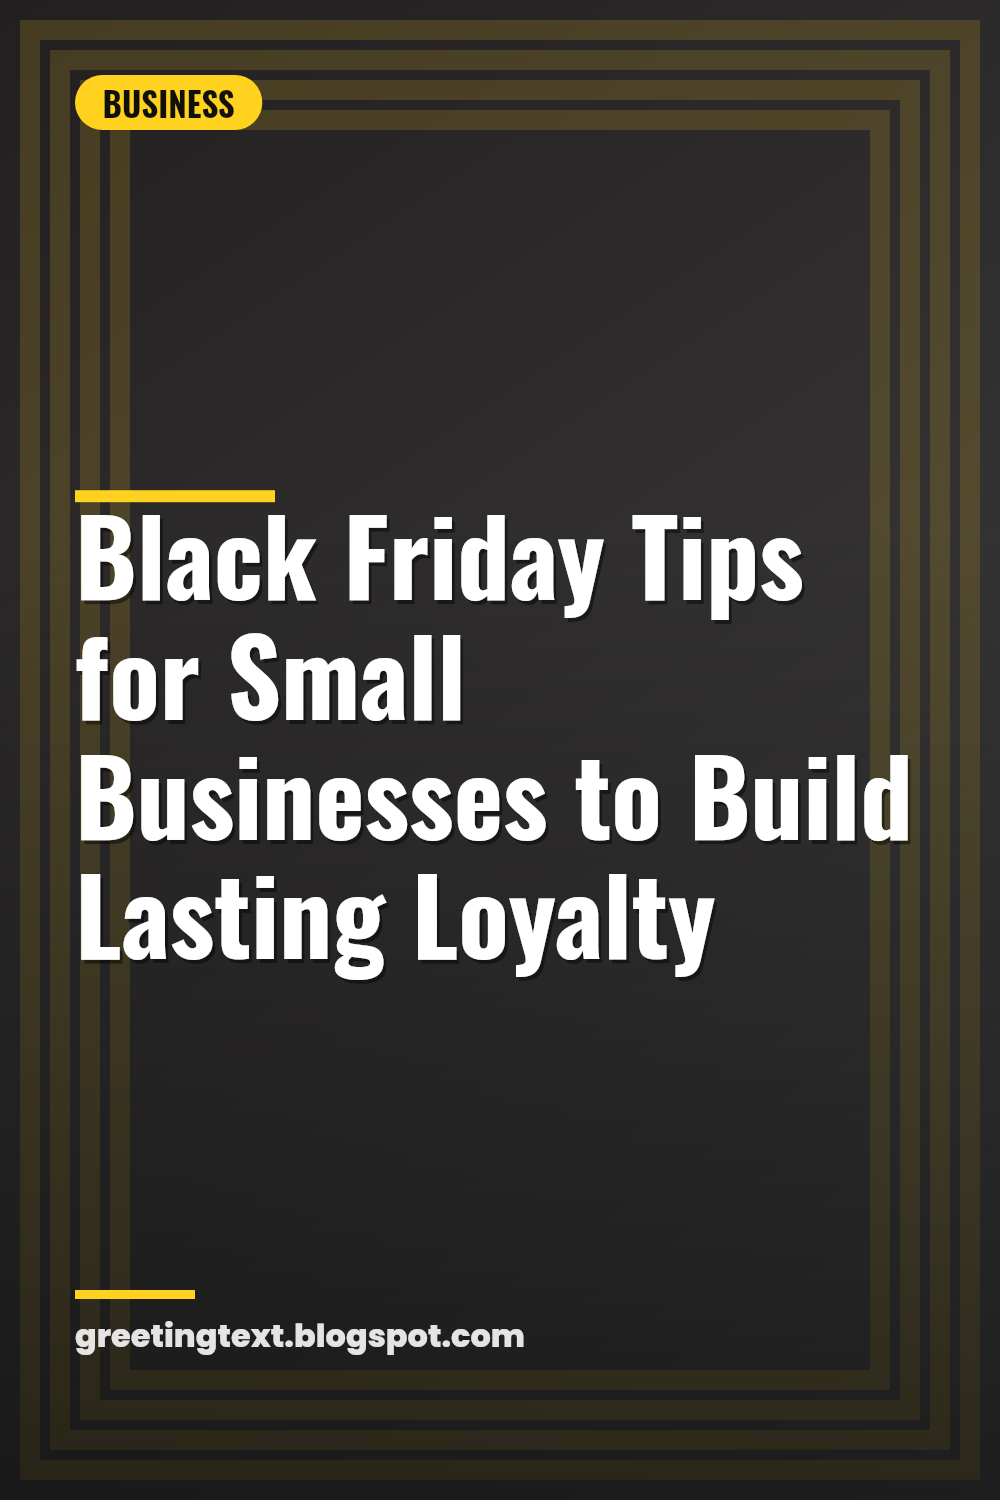 BUSINESS
Black Friday Tips
for Small
Businesses to Build
Lasting Loyalty
greetingtext.blogspot.com